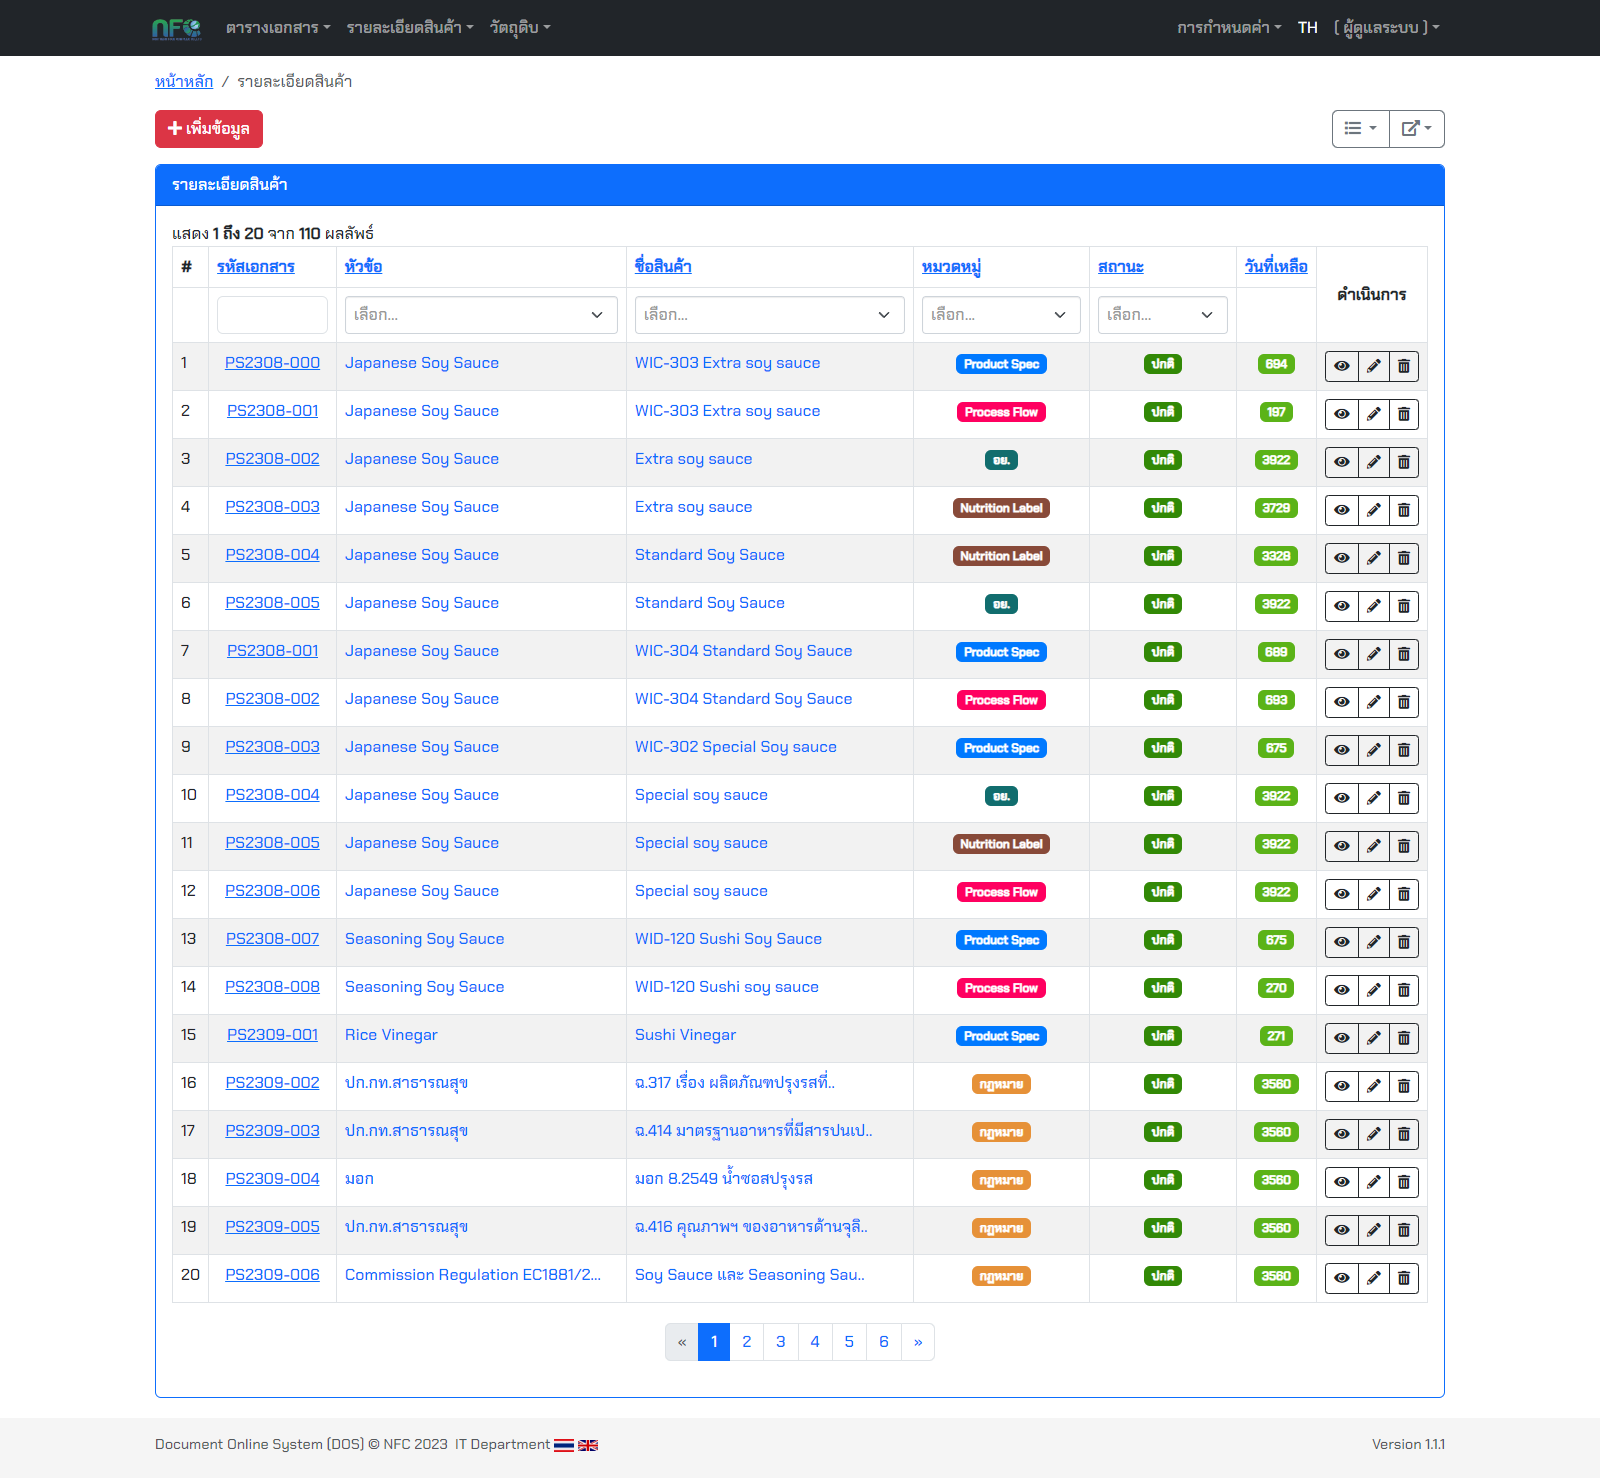 NFC ตารางเอกสาร รายละเอียดสินค้า วัตถุดิบ การกำหนดค่า TH ( ผู้ดูแลระบบ )
หน้าหลัก / รายละเอียดสินค้า
เพิ่มข้อมูล
รายละเอียดสินค้า
แสดง 1 ถึง 20 จาก 110 ผลลัพธ์
# รหัสเอกสาร หัวข้อ ชื่อสินค้า หมวดหมู่ สถานะ วันที่เหลือ ดำเนินการ
เลือก... เลือก... เลือก... เลือก...
1 PS2308-000 Japanese Soy Sauce WIC-303 Extra soy sauce Product Spec ปกติ 694
2 PS2308-001 Japanese Soy Sauce WIC-303 Extra soy sauce Process Flow ปกติ 197
3 PS2308-002 Japanese Soy Sauce Extra soy sauce อย. ปกติ 3922
4 PS2308-003 Japanese Soy Sauce Extra soy sauce Nutrition Label ปกติ 3729
5 PS2308-004 Japanese Soy Sauce Standard Soy Sauce Nutrition Label ปกติ 3328
6 PS2308-005 Japanese Soy Sauce Standard Soy Sauce อย. ปกติ 3922
7 PS2308-001 Japanese Soy Sauce WIC-304 Standard Soy Sauce Product Spec ปกติ 689
8 PS2308-002 Japanese Soy Sauce WIC-304 Standard Soy Sauce Process Flow ปกติ 693
9 PS2308-003 Japanese Soy Sauce WIC-302 Special Soy sauce Product Spec ปกติ 675
10 PS2308-004 Japanese Soy Sauce Special soy sauce อย. ปกติ 3922
11 PS2308-005 Japanese Soy Sauce Special soy sauce Nutrition Label ปกติ 3922
12 PS2308-006 Japanese Soy Sauce Special soy sauce Process Flow ปกติ 3922
13 PS2308-007 Seasoning Soy Sauce WID-120 Sushi Soy Sauce Product Spec ปกติ 675
14 PS2308-008 Seasoning Soy Sauce WID-120 Sushi soy sauce Process Flow ปกติ 270
15 PS2309-001 Rice Vinegar Sushi Vinegar Product Spec ปกติ 271
16 PS2309-002 ปก.กท.สาธารณสุข ฉ.317 เรื่อง ผลิตภัณฑปรุงรสที่.. กฎหมาย ปกติ 3560
17 PS2309-003 ปก.กท.สาธารณสุข ฉ.414 มาตรฐานอาหารที่มีสารปนเป.. กฎหมาย ปกติ 3560
18 PS2309-004 มอก มอก 8.2549 น้ำซอสปรุงรส กฎหมาย ปกติ 3560
19 PS2309-005 ปก.กท.สาธารณสุข ฉ.416 คุณภาพฯ ของอาหารด้านจุลิ.. กฎหมาย ปกติ 3560
20 PS2309-006 Commission Regulation EC1881/2... Soy Sauce และ Seasoning Sau.. กฎหมาย ปกติ 3560
« 1 2 3 4 5 6 »
Document Online System (DOS) © NFC 2023 IT Department Version 1.1.1